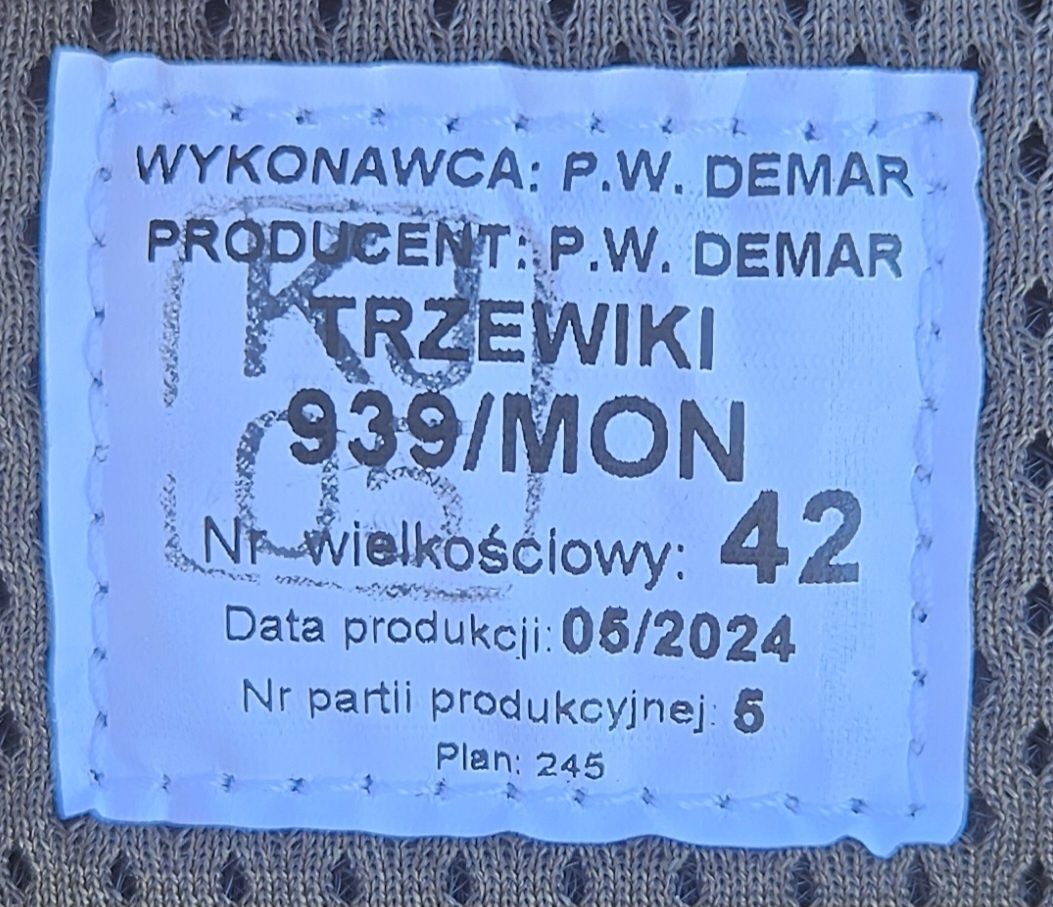 WYKONAWCA: P.W. DEMAR
PRODUCENT: P.W. DEMAR
TRZEWIKI
939/MON
Nr wielkościowy: 42
Data produkcji: 05/2024
Nr partii produkcyjnej: 5
Plan: 245
KJ